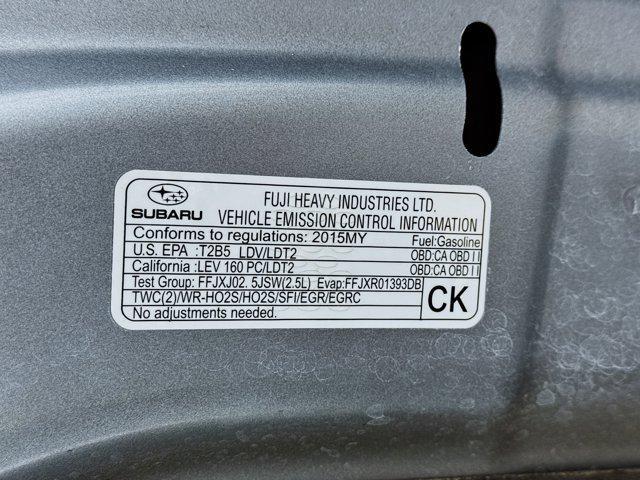 FUJI HEAVY INDUSTRIES LTD.
SUBARU VEHICLE EMISSION CONTROL INFORMATION
Conforms to regulations: 2015MY Fuel:Gasoline
U.S. EPA :T2B5 LDV/LDT2 OBD:CA OBD II
California :LEV 160 PC/LDT2 OBD:CA OBD II
Test Group: FFJXJ02. 5JSW(2.5L) Evap:FFJXR01393DB
TWC(2)/WR-HO2S/HO2S/SFI/EGR/EGRC CK
No adjustments needed.